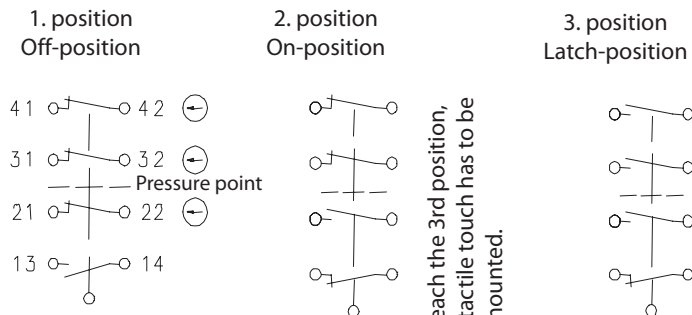 1. position
Off-position
2. position
On-position
3. position
Latch-position
41 42
31 32
Pressure point
21 22
13 14
each the 3rd position,
tactile touch has to be
mounted.